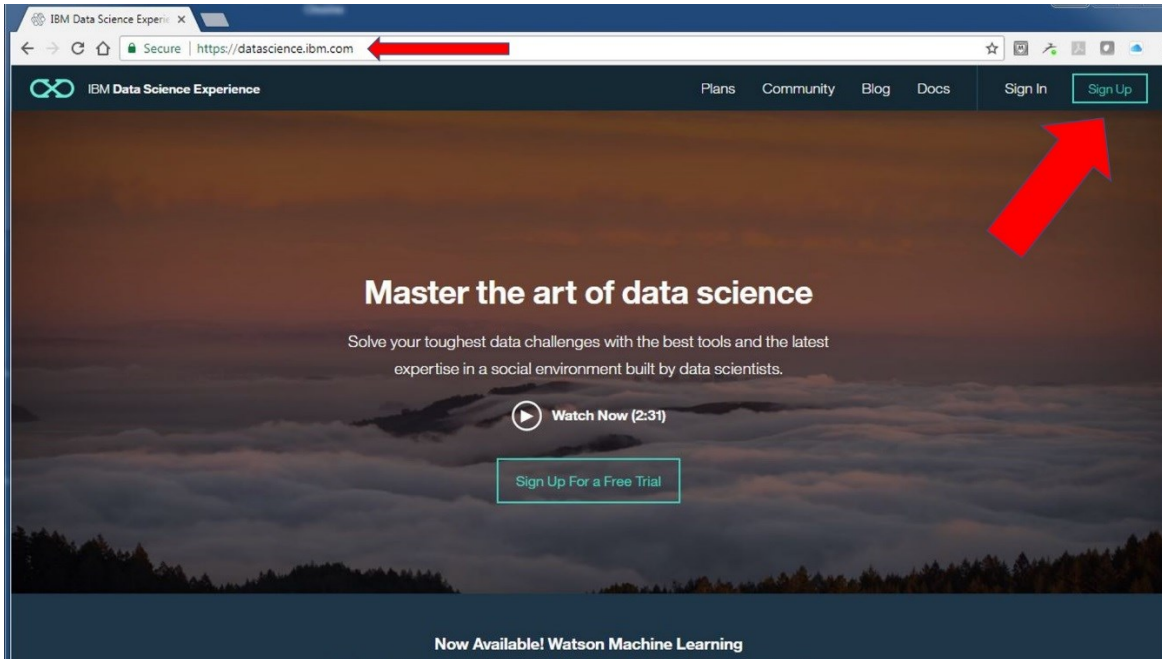 IBM Data Science Experie
Secure | https://datascience.ibm.com
IBM Data Science Experience
Plans Community Blog Docs Sign In Sign Up
Master the art of data science
Solve your toughest data challenges with the best tools and the latest
expertise in a social environment built by data scientists.
Watch Now (2:31)
Sign Up For a Free Trial
Now Available! Watson Machine Learning